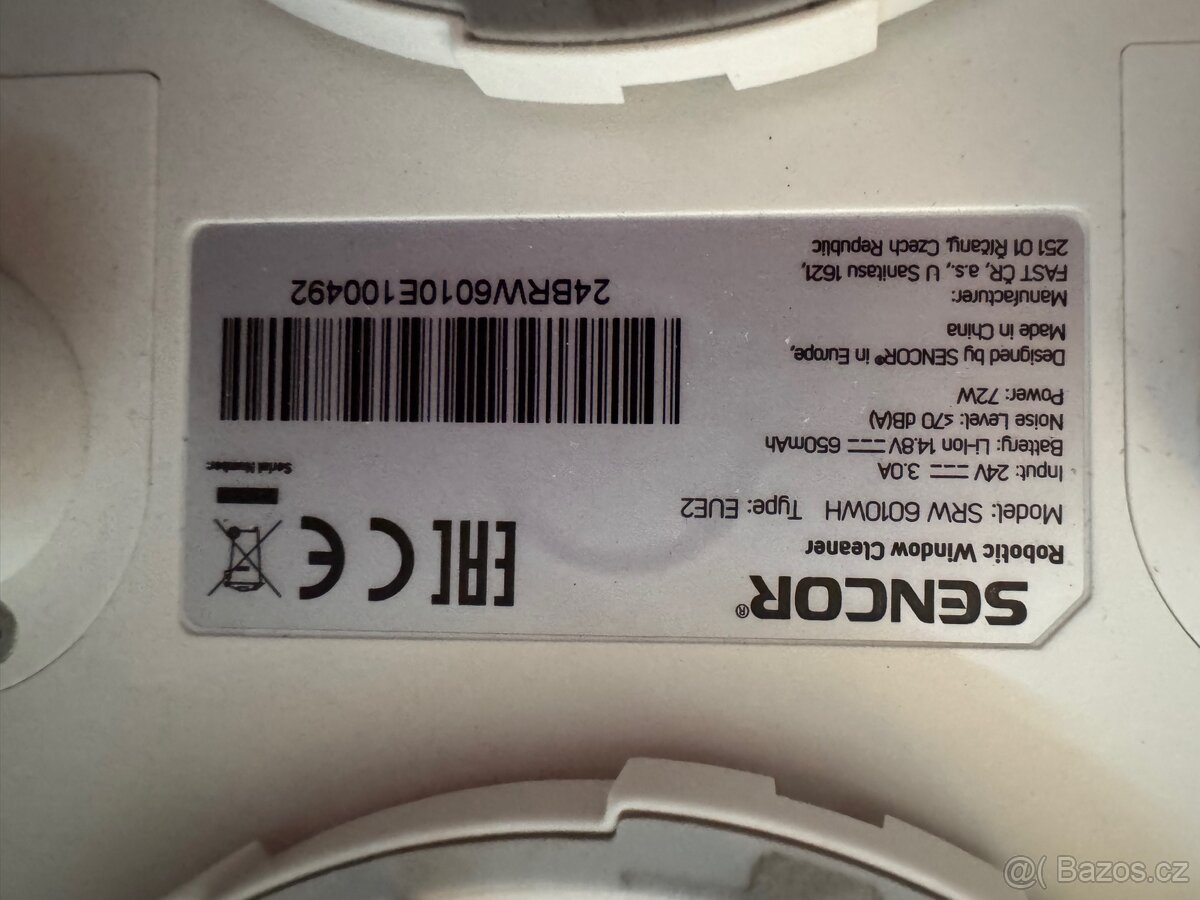 SENCOR®
Robotic Window Cleaner
Model: SRW 6010WH Type: EUE2
Input: 24V 3.0A
Battery: Li-Ion 14.8V 650mAh
Noise Level: ≤70 dB(A)
Power: 72W
Designed by SENCOR® in Europe,
Made in China
Manufacturer:
FAST ČR, a.s., U Sanitasu 1621,
251 01 Říčany, Czech Republic
EAC CE
Serial Number:
24BRW6010E100492
@( Bazos.cz